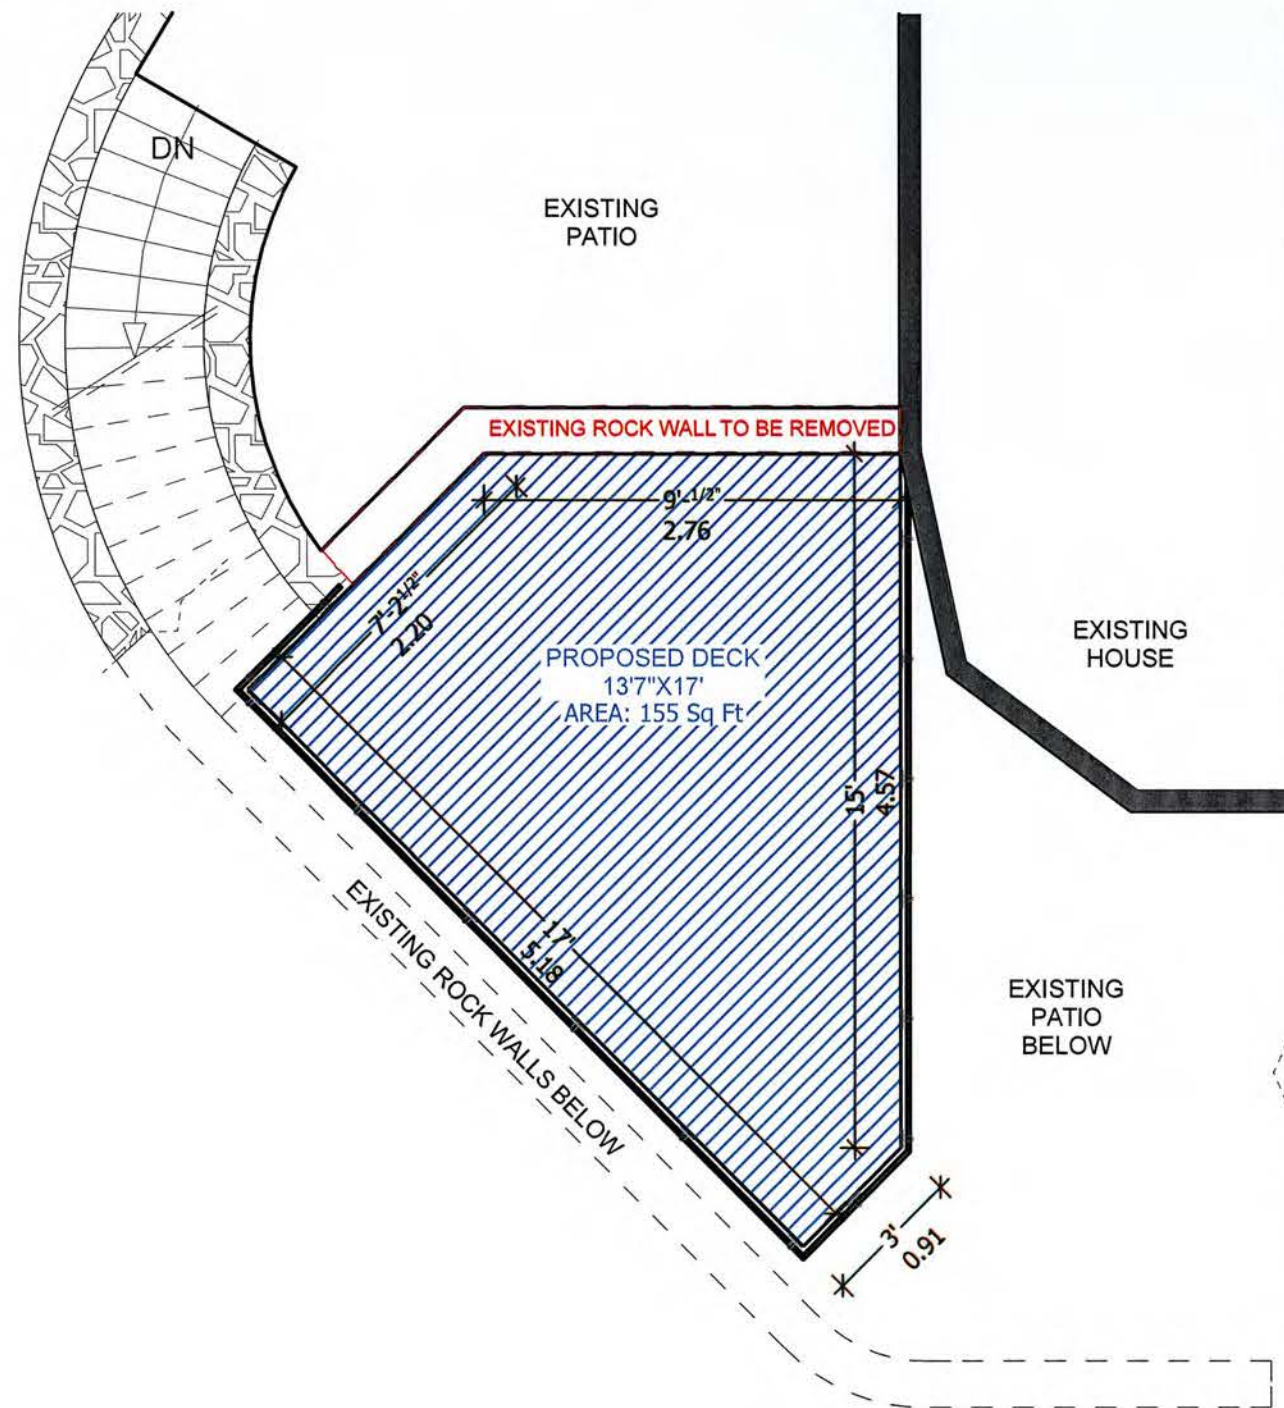 DN
EXISTING
PATIO
EXISTING ROCK WALL TO BE REMOVED
9'-1/2"
2.76
7'-2 1/2"
2.20
PROPOSED DECK
13'7"X17'
AREA: 155 Sq Ft
EXISTING
HOUSE
15'
4.57
17'
5.18
EXISTING ROCK WALLS BELOW
EXISTING
PATIO
BELOW
3'
0.91